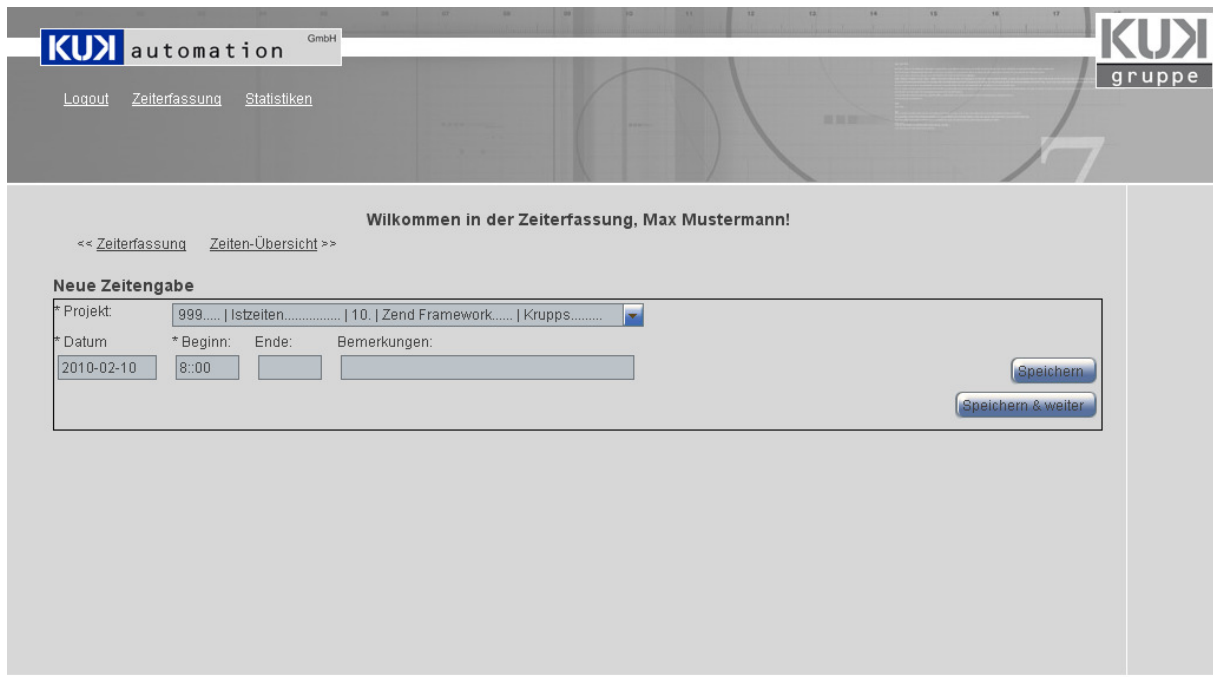 KUK automation GmbH
KUK gruppe
Logout Zeiterfassung Statistiken
7
Wilkommen in der Zeiterfassung, Max Mustermann!
<< Zeiterfassung Zeiten-Übersicht >>
Neue Zeitengabe
* Projekt: 999..... | Istzeiten............... | 10. | Zend Framework...... | Krupps.........
* Datum * Beginn: Ende: Bemerkungen:
2010-02-10 8::00
Speichern
Speichern & weiter